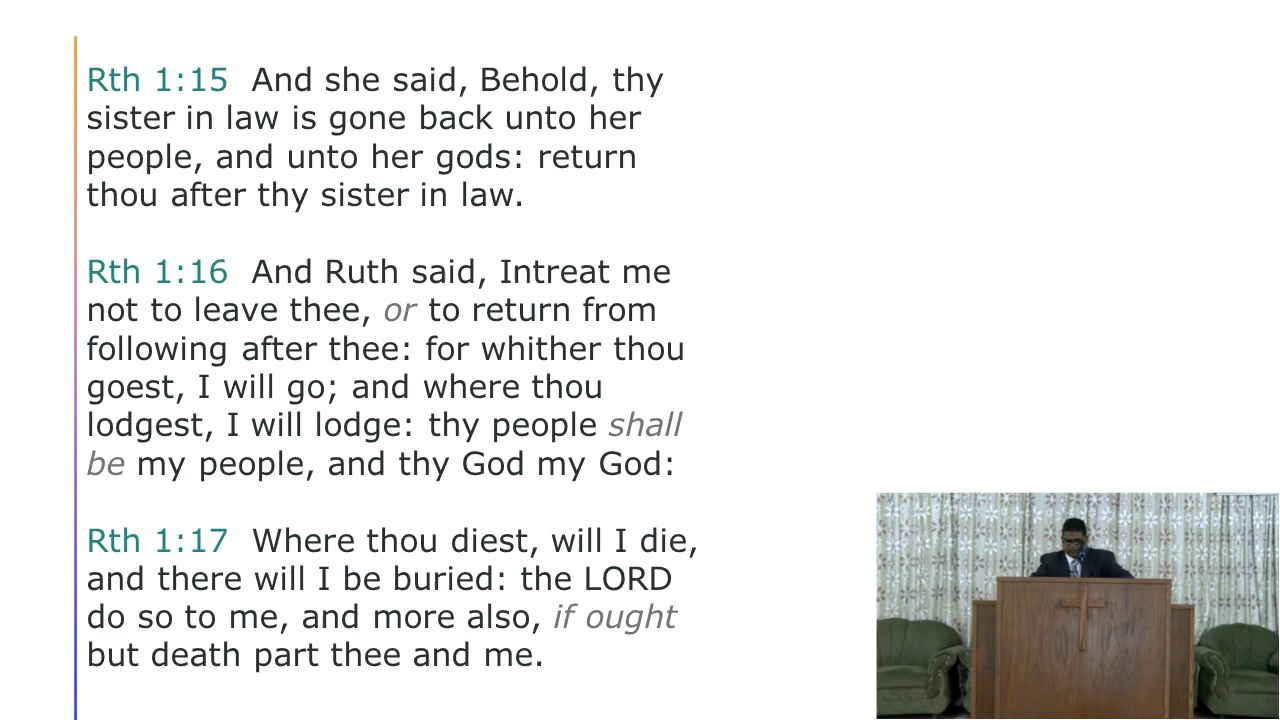 Rth 1:15  And she said, Behold, thy
sister in law is gone back unto her
people, and unto her gods: return
thou after thy sister in law.
Rth 1:16  And Ruth said, Intreat me
not to leave thee, or to return from
following after thee: for whither thou
goest, I will go; and where thou
lodgest, I will lodge: thy people shall
be my people, and thy God my God:
Rth 1:17  Where thou diest, will I die,
and there will I be buried: the LORD
do so to me, and more also, if ought
but death part thee and me.